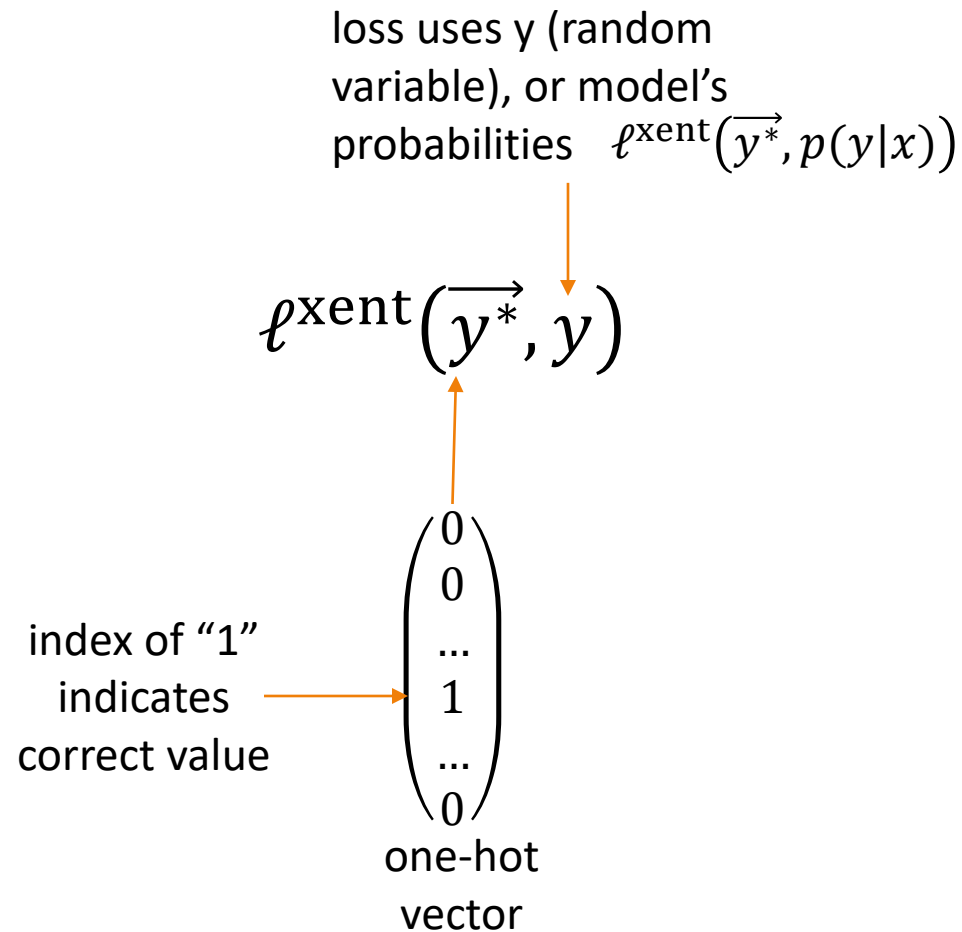 loss uses y (random
variable), or model's
probabilities ℓ^xent(y*⃗, p(y|x))
ℓ^xent(y*⃗, y)
0
0
...
index of “1”
indicates
correct value
1
...
0
one-hot
vector